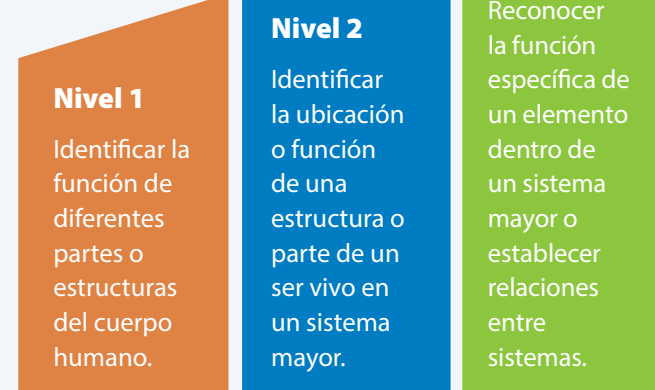 Nivel 1
Identificar la
función de
diferentes
partes o
estructuras
del cuerpo
humano.
Nivel 2
Identificar
la ubicación
o función
de una
estructura o
parte de un
ser vivo en
un sistema
mayor.
Reconocer
la función
específica de
un elemento
dentro de
un sistema
mayor o
establecer
relaciones
entre
sistemas.